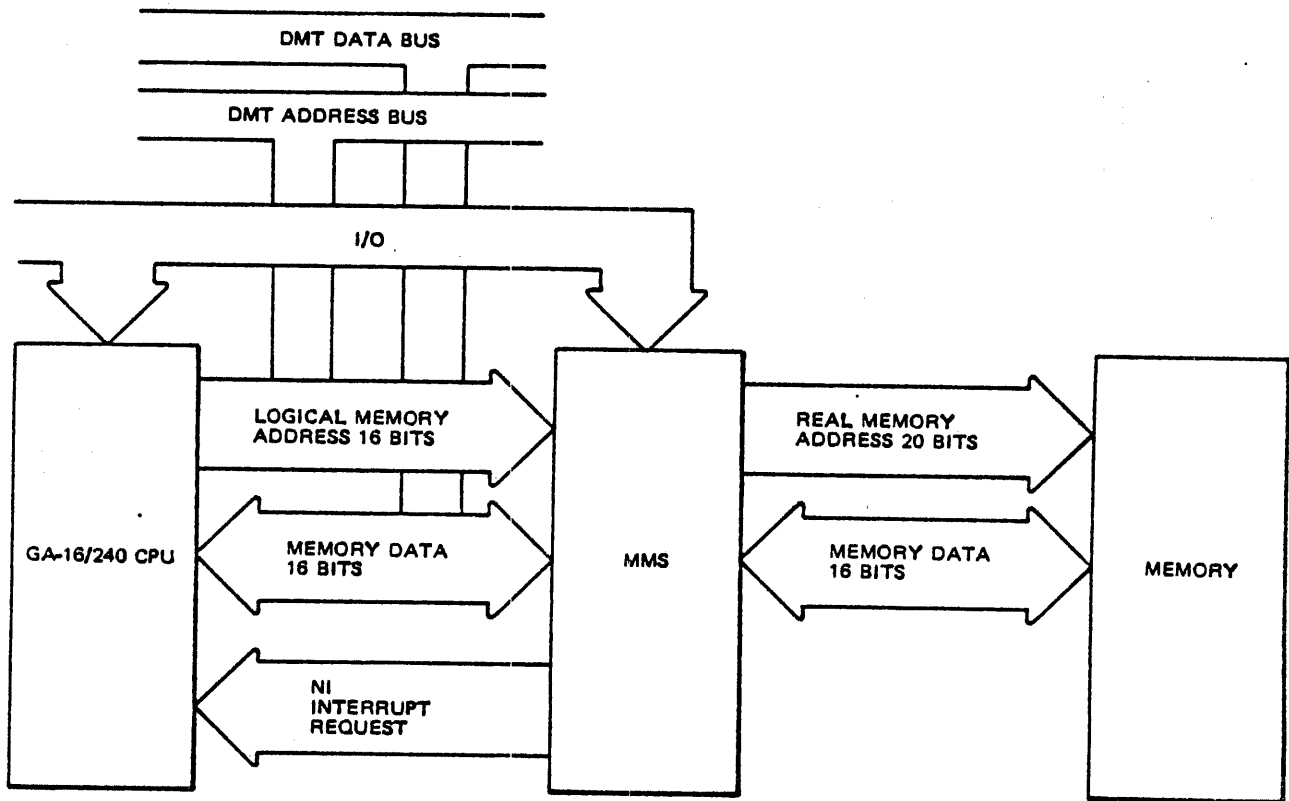 DMT DATA BUS
DMT ADDRESS BUS
I/O
LOGICAL MEMORY
ADDRESS 16 BITS
REAL MEMORY
ADDRESS 20 BITS
GA-16/240 CPU
MEMORY DATA
16 BITS
MMS
MEMORY DATA
16 BITS
MEMORY
NI
INTERRUPT
REQUEST